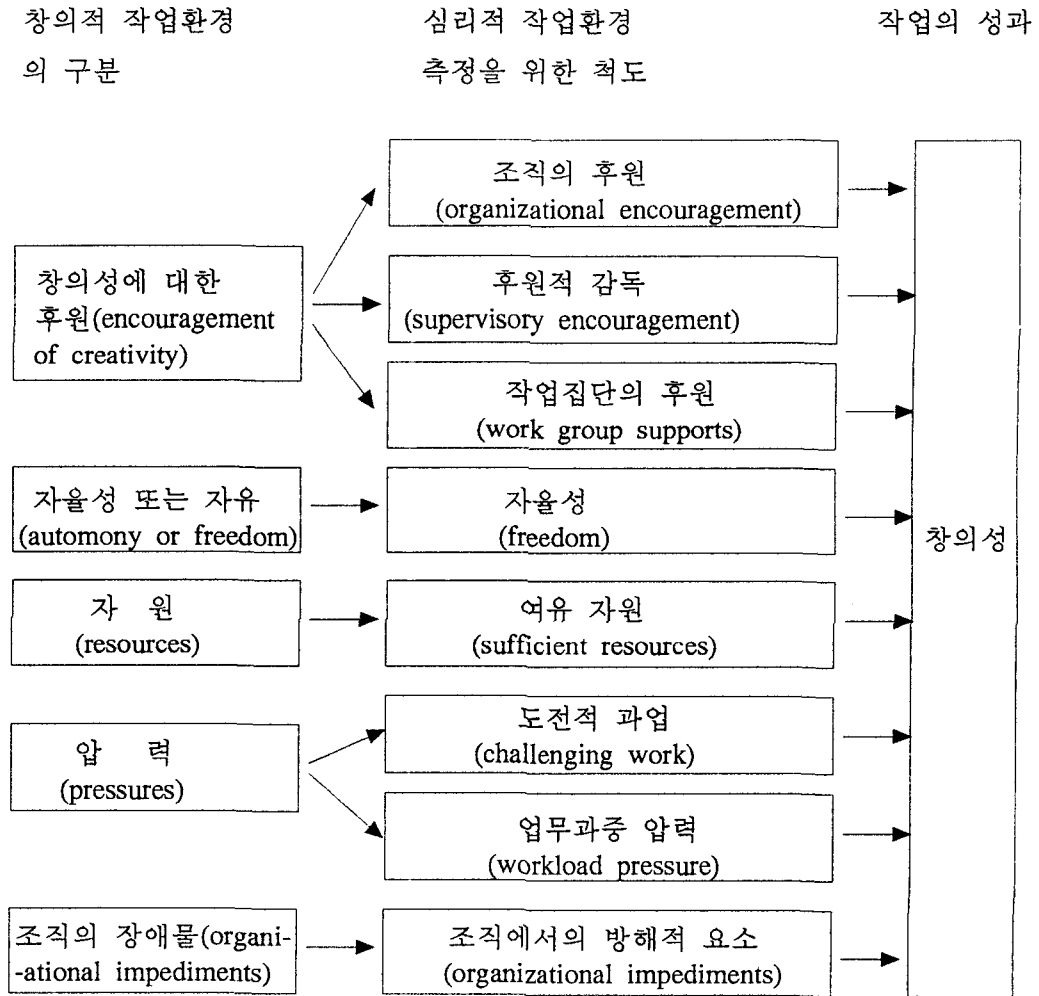 창의적 작업환경
의 구분
심리적 작업환경
측정을 위한 척도
작업의 성과
조직의 후원
(organizational encouragement)
창의성에 대한
후원(encouragement
of creativity)
후원적 감독
(supervisory encouragement)
작업집단의 후원
(work group supports)
자율성 또는 자유
(automony or freedom)
자율성
(freedom)
창의성
자 원
(resources)
여유 자원
(sufficient resources)
압 력
(pressures)
도전적 과업
(challenging work)
업무과중 압력
(workload pressure)
조직의 장애물(organi-
-ational impediments)
조직에서의 방해적 요소
(organizational impediments)